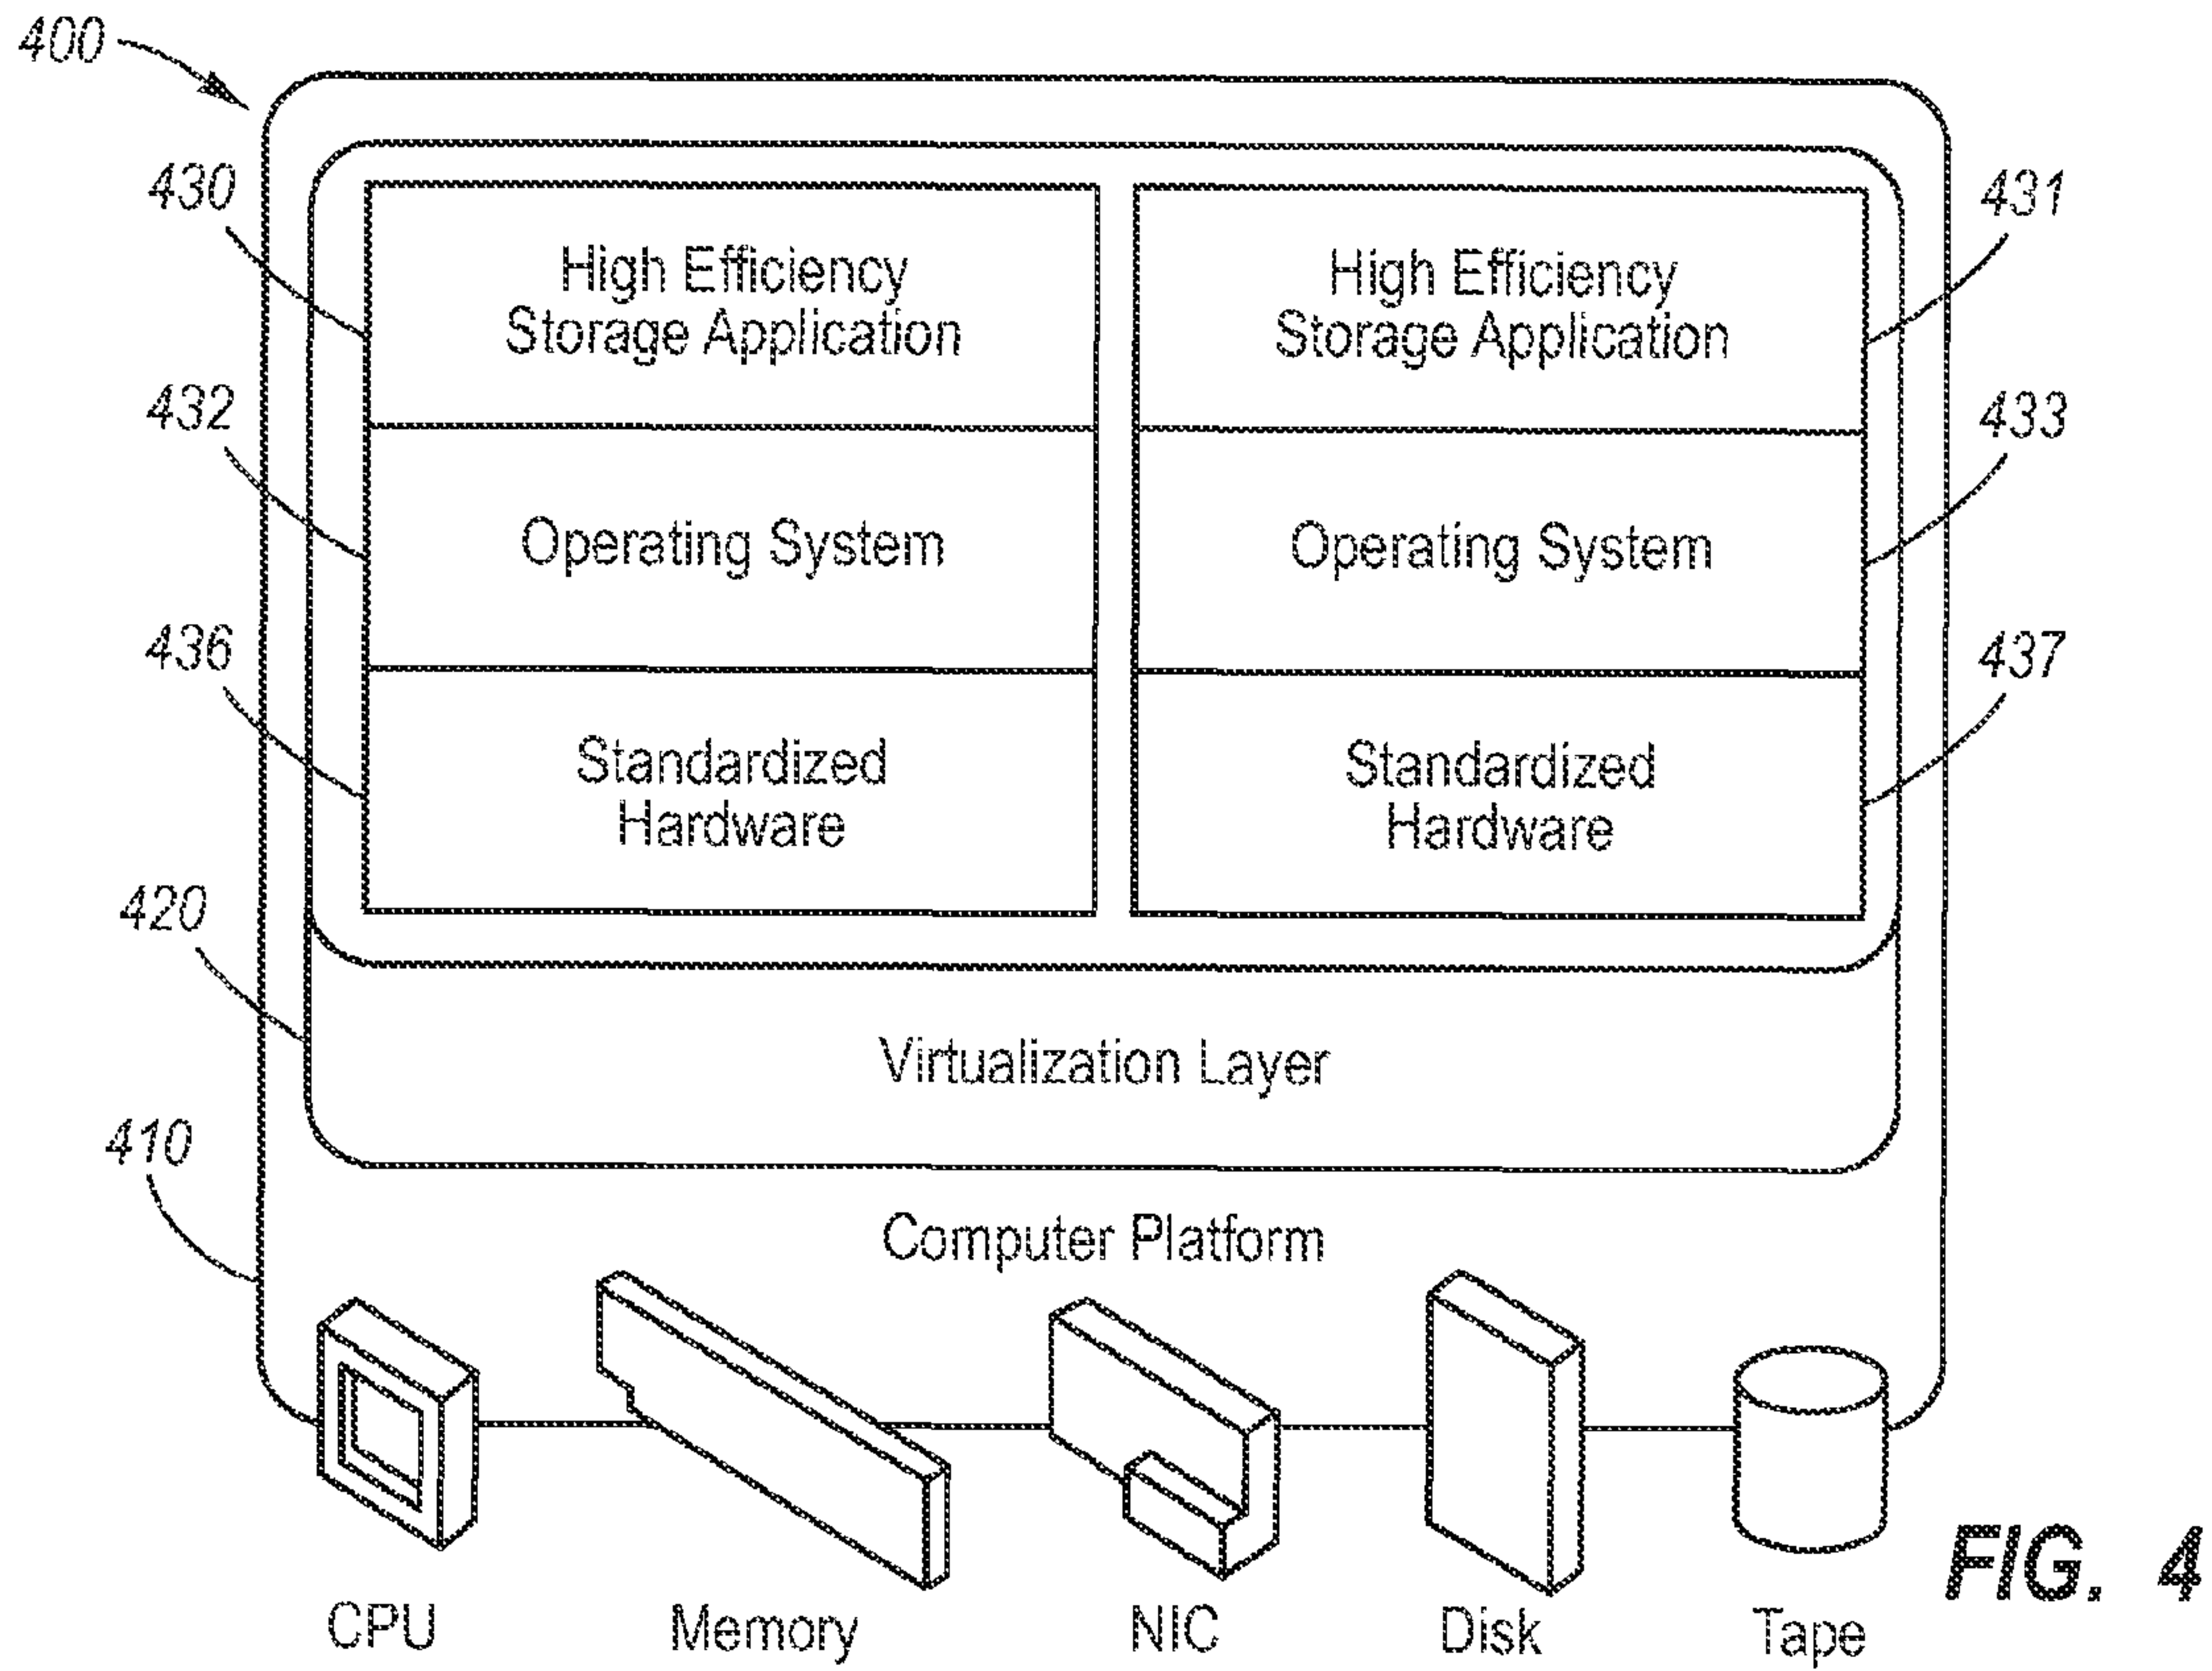 400
430
High Efficiency
Storage Application
High Efficiency
Storage Application
431
432
Operating System
Operating System
433
436
Standardized
Hardware
Standardized
Hardware
437
420
Virtualization Layer
410
Computer Platform
CPU
Memory
NIC
Disk
Tape
FIG. 4